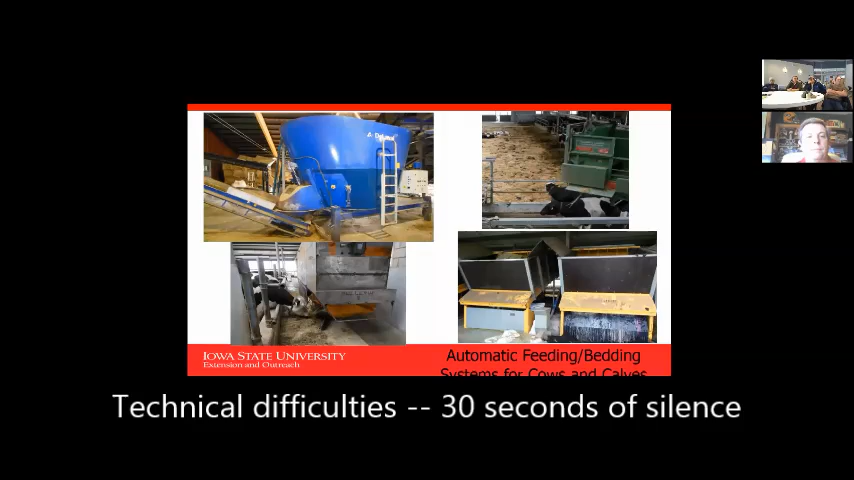 DeLaval
IOWA STATE UNIVERSITY
Extension and Outreach
Automatic Feeding/Bedding
Systems for Cows and Calves
Technical difficulties -- 30 seconds of silence